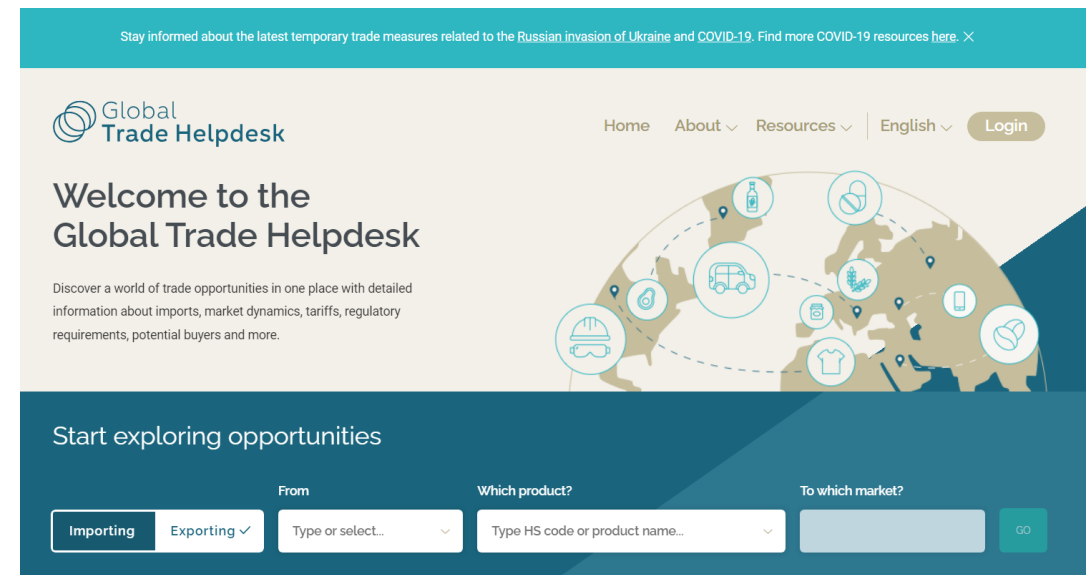 Stay informed about the latest temporary trade measures related to the Russian invasion of Ukraine and COVID-19. Find more COVID-19 resources here. ×
Global
Trade Helpdesk
Home About Resources English Login
Welcome to the
Global Trade Helpdesk
Discover a world of trade opportunities in one place with detailed
information about imports, market dynamics, tariffs, regulatory
requirements, potential buyers and more.
Start exploring opportunities
From Which product? To which market?
Importing Exporting ✓ Type or select... Type HS code or product name... GO